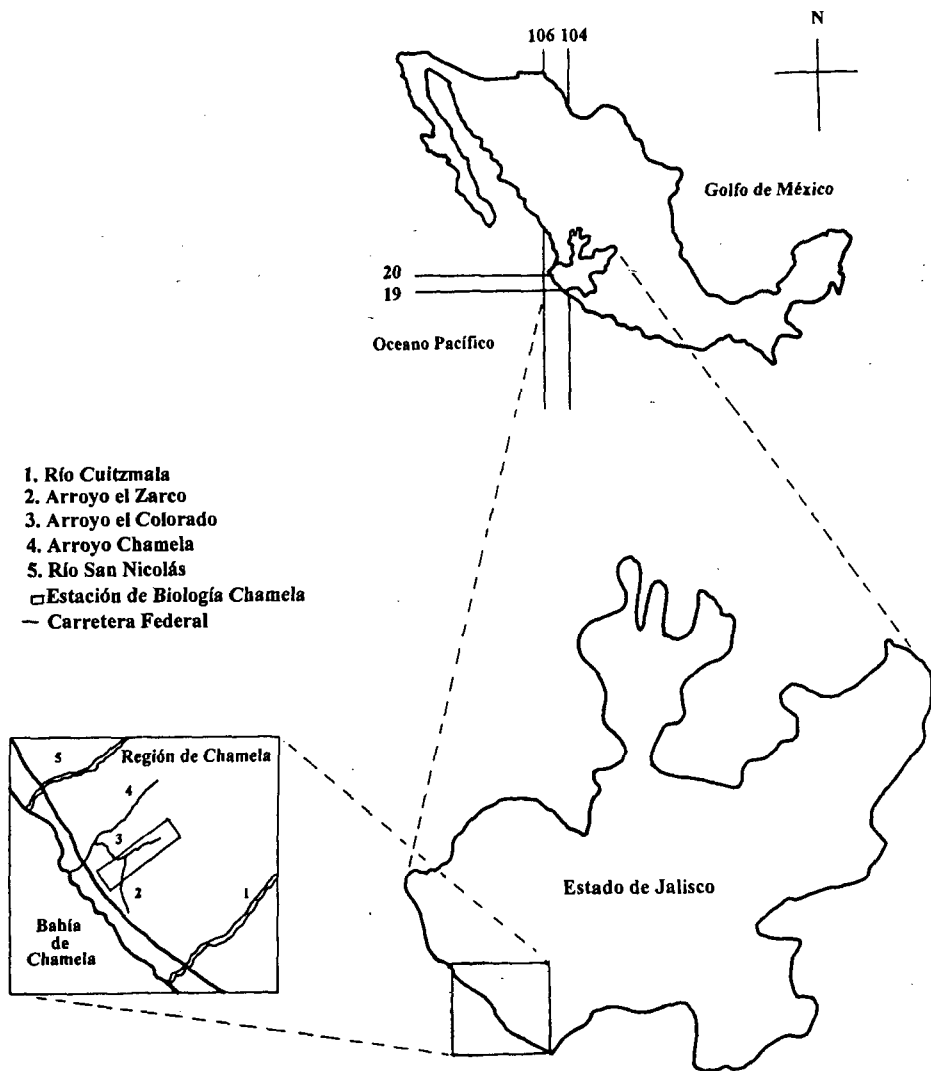 106 104
N
Golfo de México
20
19
Oceano Pacífico
1. Río Cuitzmala
2. Arroyo el Zarco
3. Arroyo el Colorado
4. Arroyo Chamela
5. Río San Nicolás
Estación de Biología Chamela
Carretera Federal
5
Región de Chamela
4
3
2
1
Bahía
de
Chamela
Estado de Jalisco